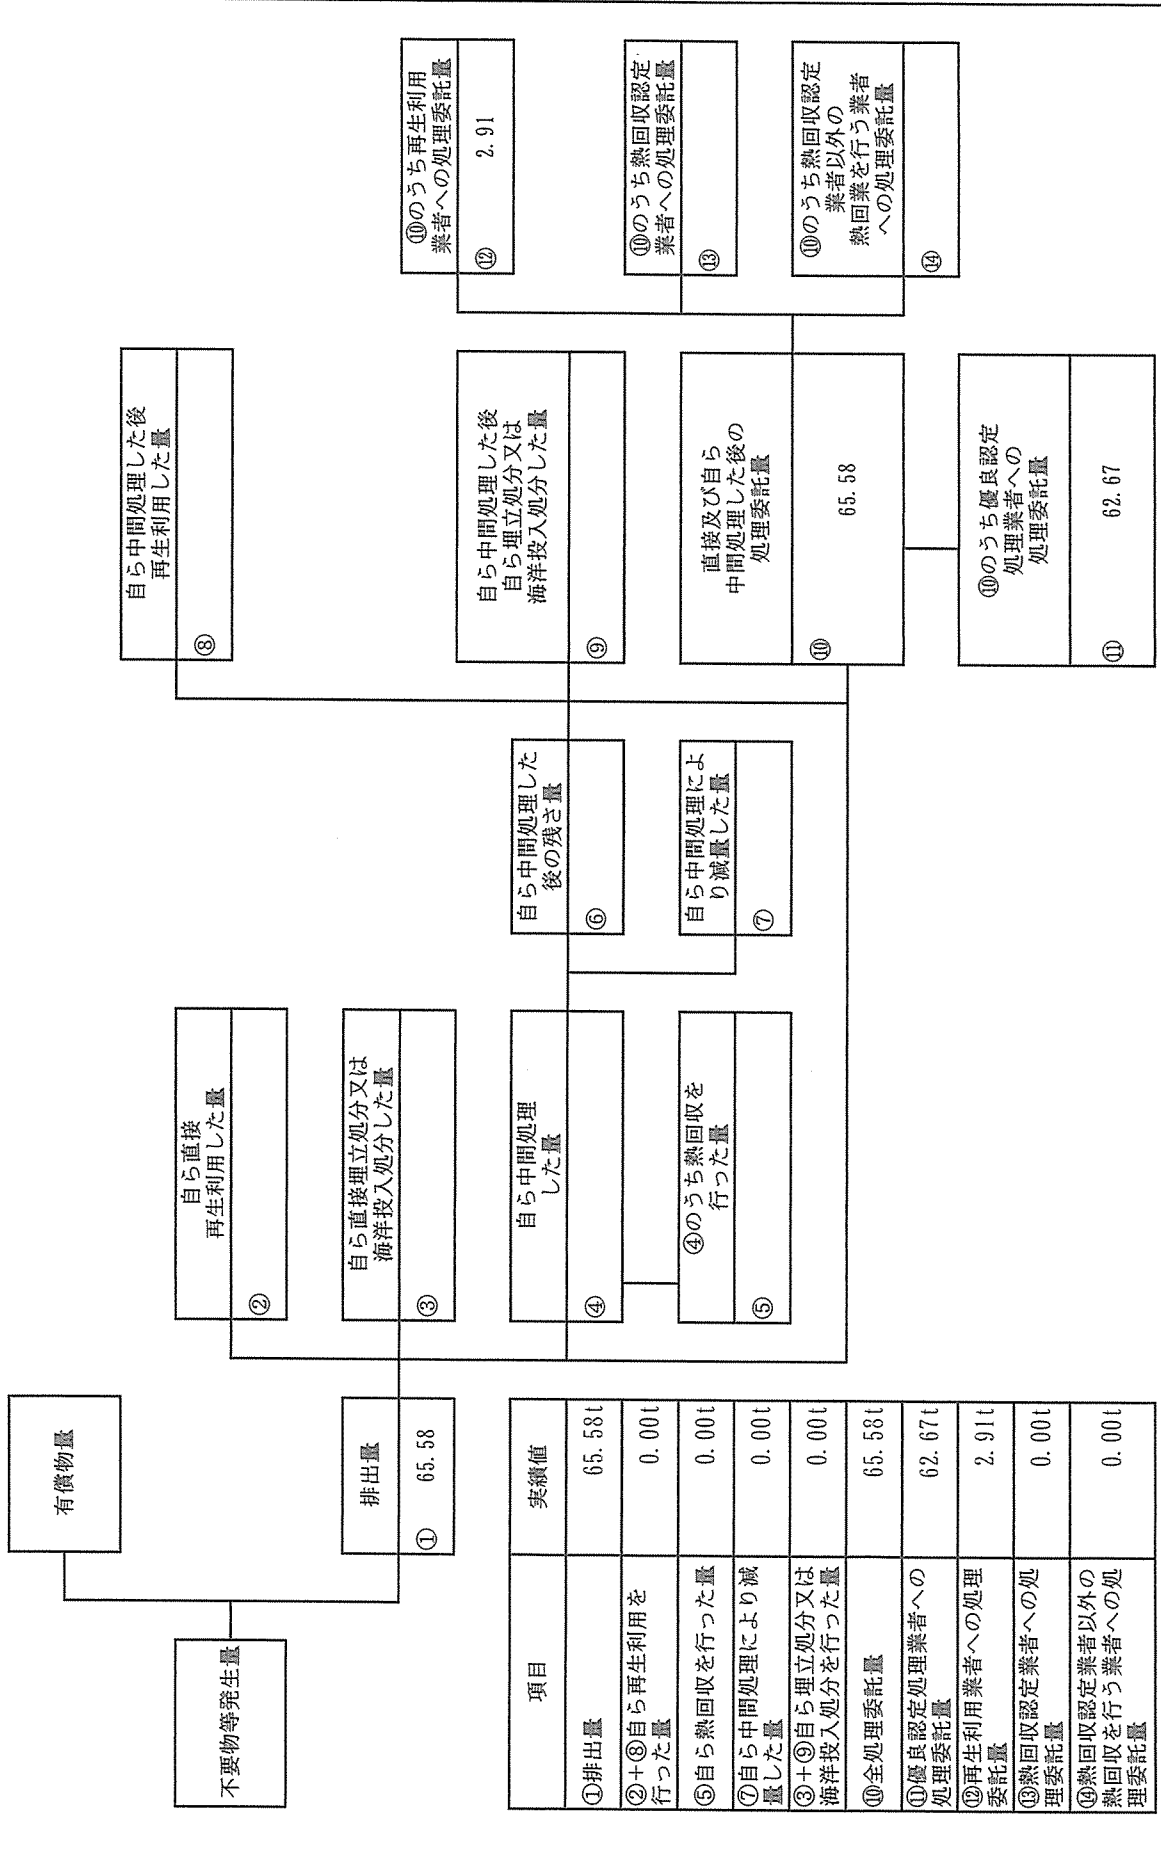 不要物等発生量
有償物量
排出量
①
65.58
自ら直接
再生利用した量
②
自ら直接埋立処分又は
海洋投入処分した量
③
自ら中間処理
した量
④
④のうち熱回収を
行った量
⑤
自ら中間処理した
後の残さ量
⑥
自ら中間処理によ
り減量した量
⑦
自ら中間処理した後
再生利用した量
⑧
自ら中間処理した後
自ら埋立処分又は
海洋投入処分した量
⑨
直接及び自ら
中間処理した後の
処理委託量
⑩
65.58
⑩のうち優良認定
処理業者への
処理委託量
⑪
62.67
⑩のうち再生利用
業者への処理委託量
⑫
2.91
⑩のうち熱回収認定
業者への処理委託量
⑬
⑩のうち熱回収認定
業者以外の
熱回業を行う業者
への処理委託量
⑭
項目 実績値
①排出量 65.58t
②+⑧自ら再生利用を
行った量 0.00t
⑤自ら熱回収を行った量 0.00t
⑦自ら中間処理により減
量した量 0.00t
③+⑨自ら埋立処分又は
海洋投入処分を行った量 0.00t
⑩全処理委託量 65.58t
⑪優良認定処理業者への
処理委託量 62.67t
⑫再生利用業者への処理
委託量 2.91t
⑬熱回収認定業者への処
理委託量 0.00t
⑭熱回収認定業者以外の
熱回収を行う業者への処
理委託量 0.00t